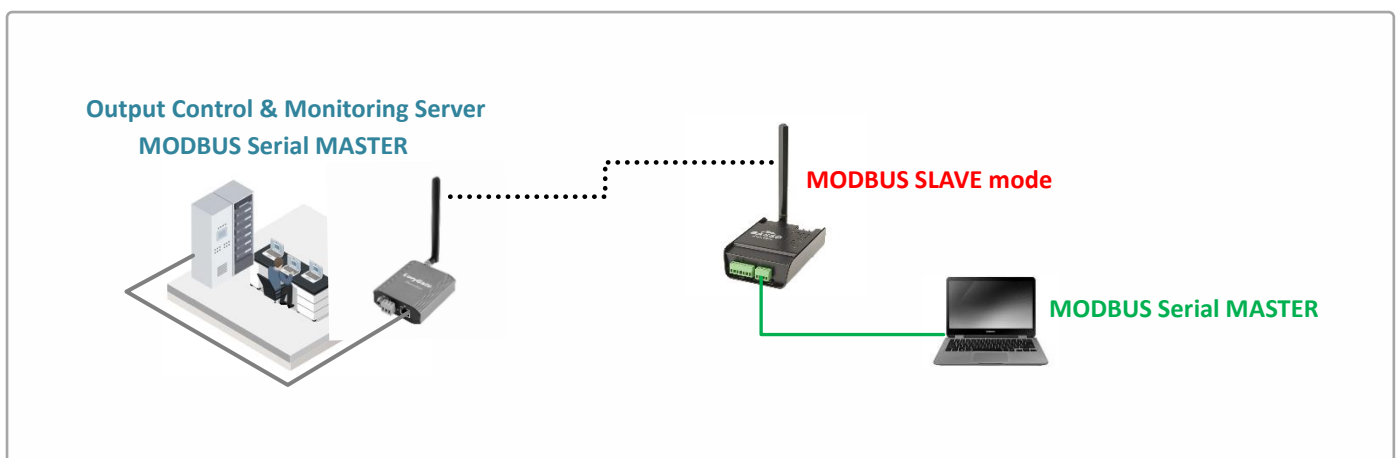 Output Control & Monitoring Server
MODBUS Serial MASTER
MODBUS SLAVE mode
MODBUS Serial MASTER